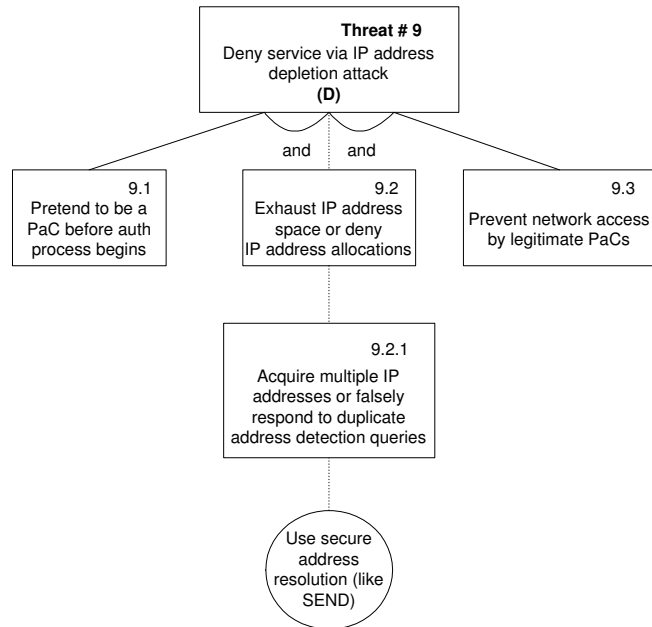 Threat # 9
Deny service via IP address
depletion attack
(D)
and
and
9.1
Pretend to be a
PaC before auth
process begins
9.2
Exhaust IP address
space or deny
IP address allocations
9.3
Prevent network access
by legitimate PaCs
9.2.1
Acquire multiple IP
addresses or falsely
respond to duplicate
address detection queries
Use secure
address
resolution (like
SEND)